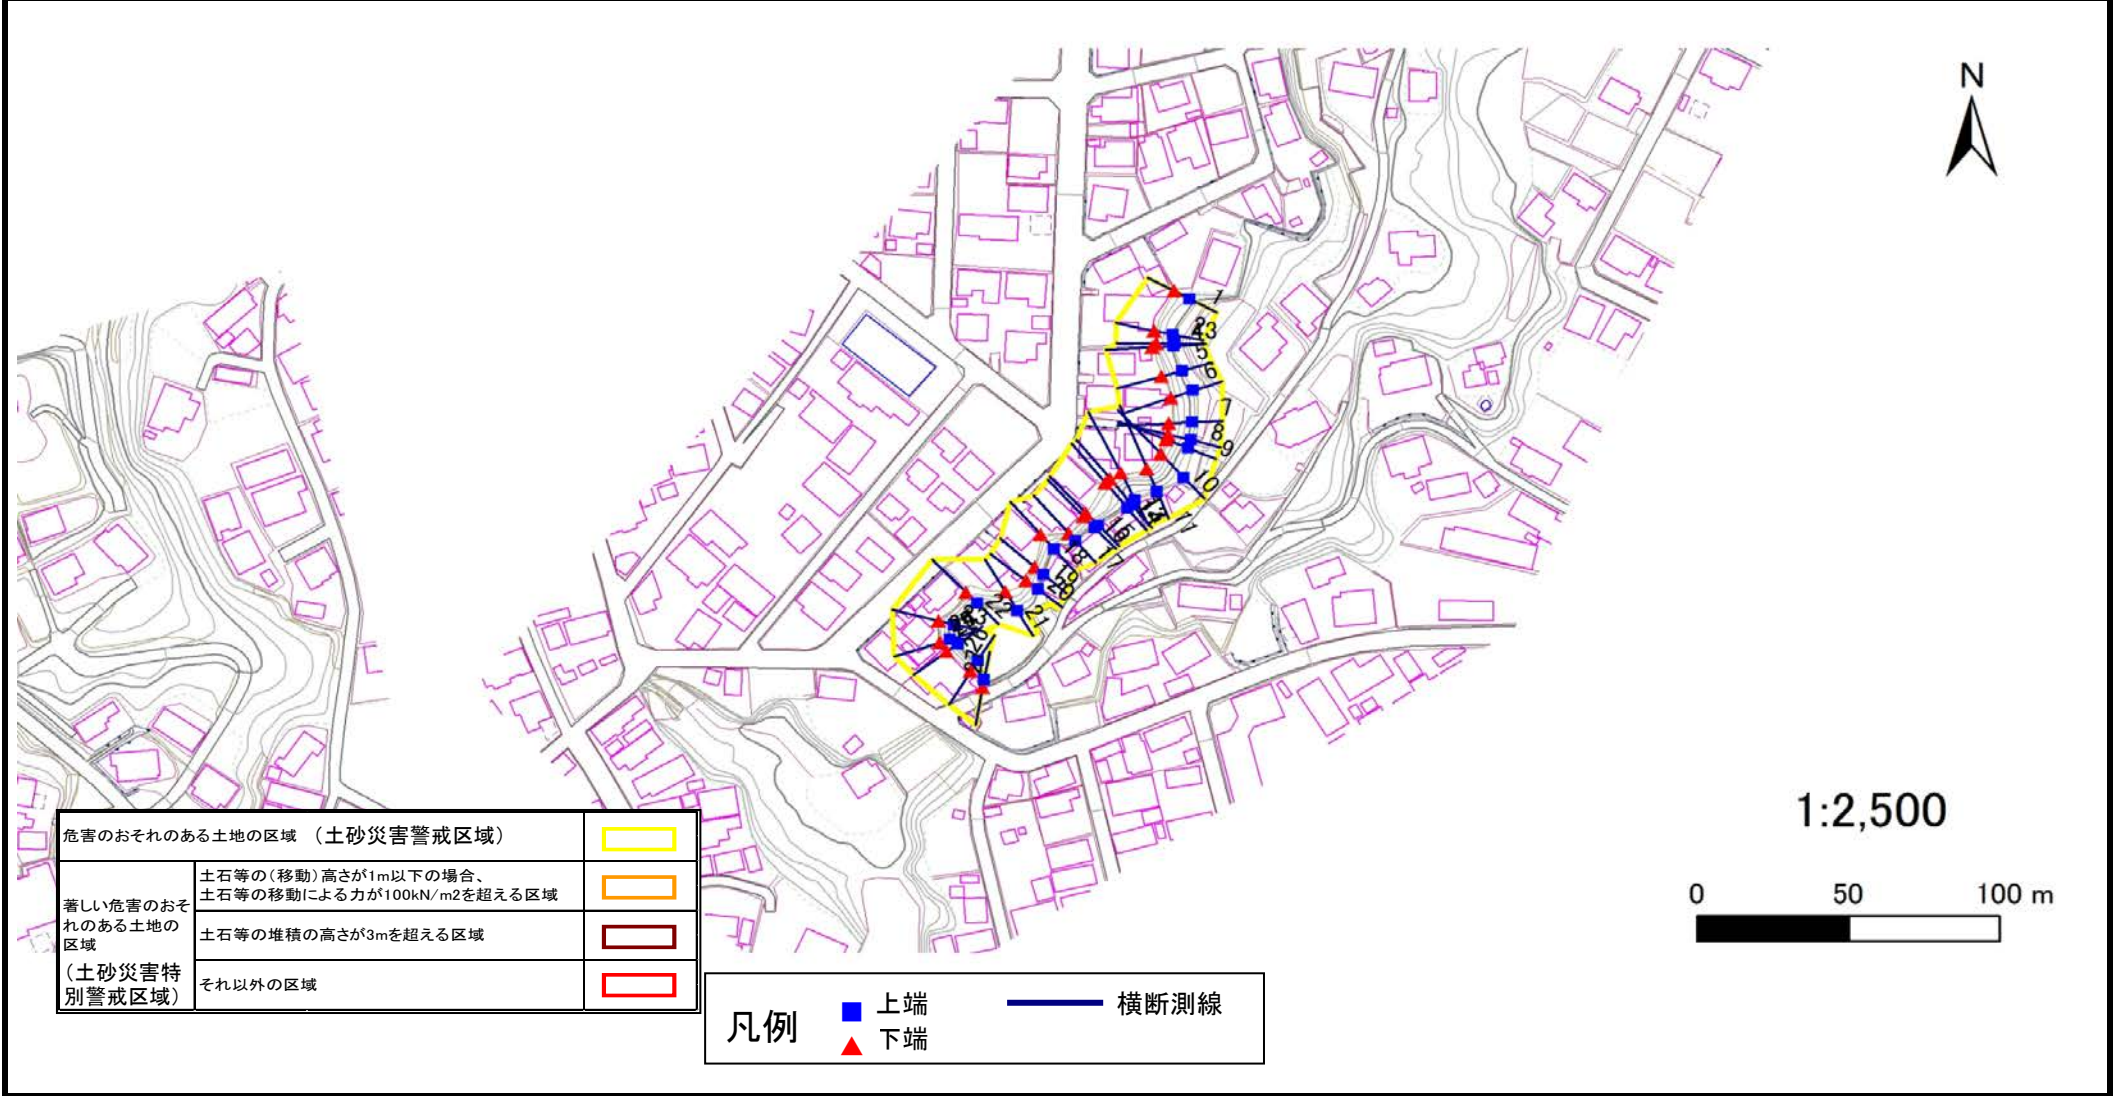 N
1
2
3
4
5
6
7
8
9
10
11
17
18
19
21
22
1:2,500
0 50 100 m
危害のおそれのある土地の区域 （土砂災害警戒区域）
著しい危害のおそ
れのある土地の
区域
（土砂災害特
別警戒区域）
土石等の（移動）高さが1m以下の場合、
土石等の移動による力が100kN/m2を超える区域
土石等の堆積の高さが3mを超える区域
それ以外の区域
凡例
上端
下端
横断測線